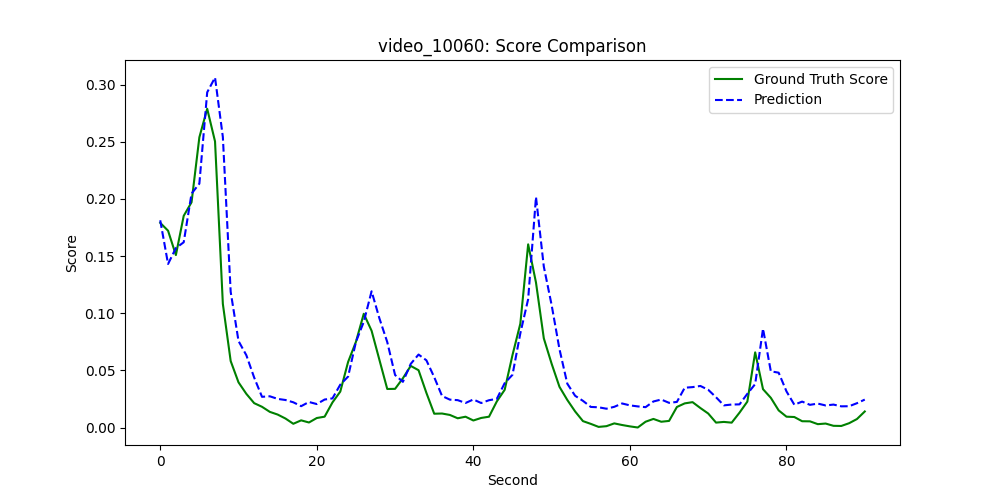 video_10060: Score Comparison
Ground Truth Score
Prediction
Score
0.30
0.25
0.20
0.15
0.10
0.05
0.00
0 20 40 60 80
Second